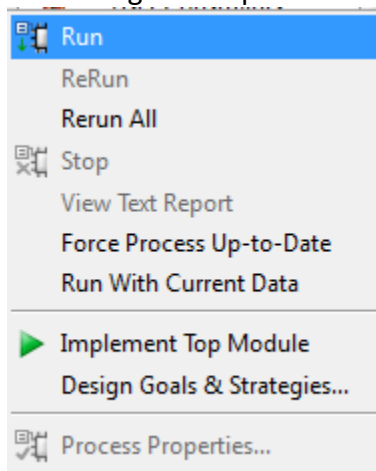 Run
ReRun
Rerun All
Stop
View Text Report
Force Process Up-to-Date
Run With Current Data
Implement Top Module
Design Goals & Strategies...
Process Properties...